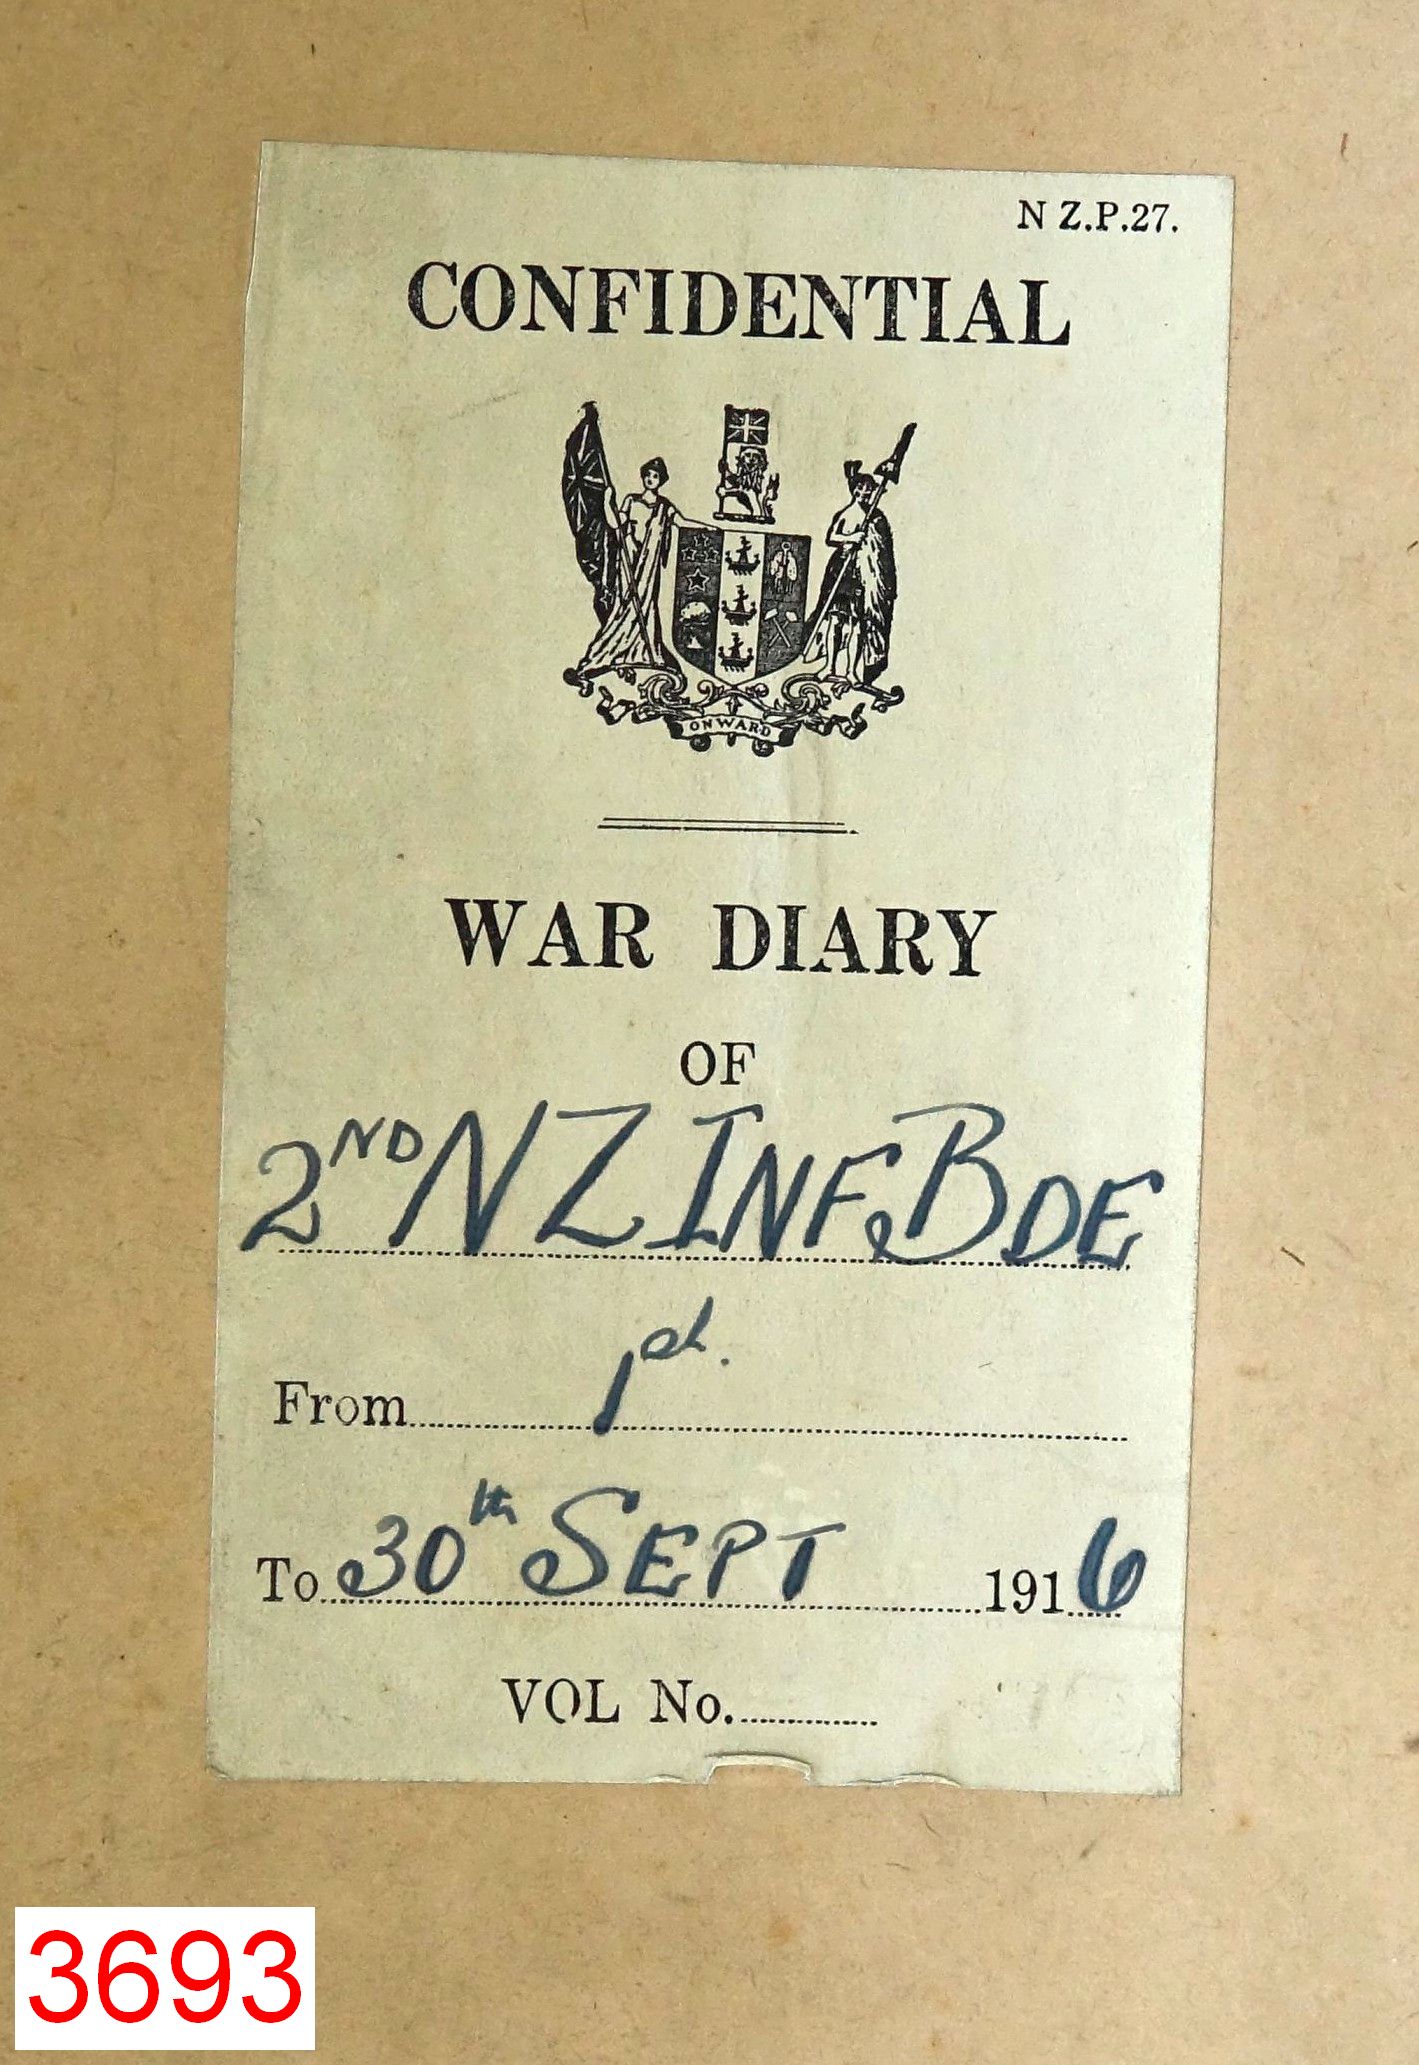 N Z.P.27.
CONFIDENTIAL
ONWARD
WAR DIARY
OF
2ND NZ INF. BDE
From 1st.
To 30th SEPT 1916
VOL No.
3693